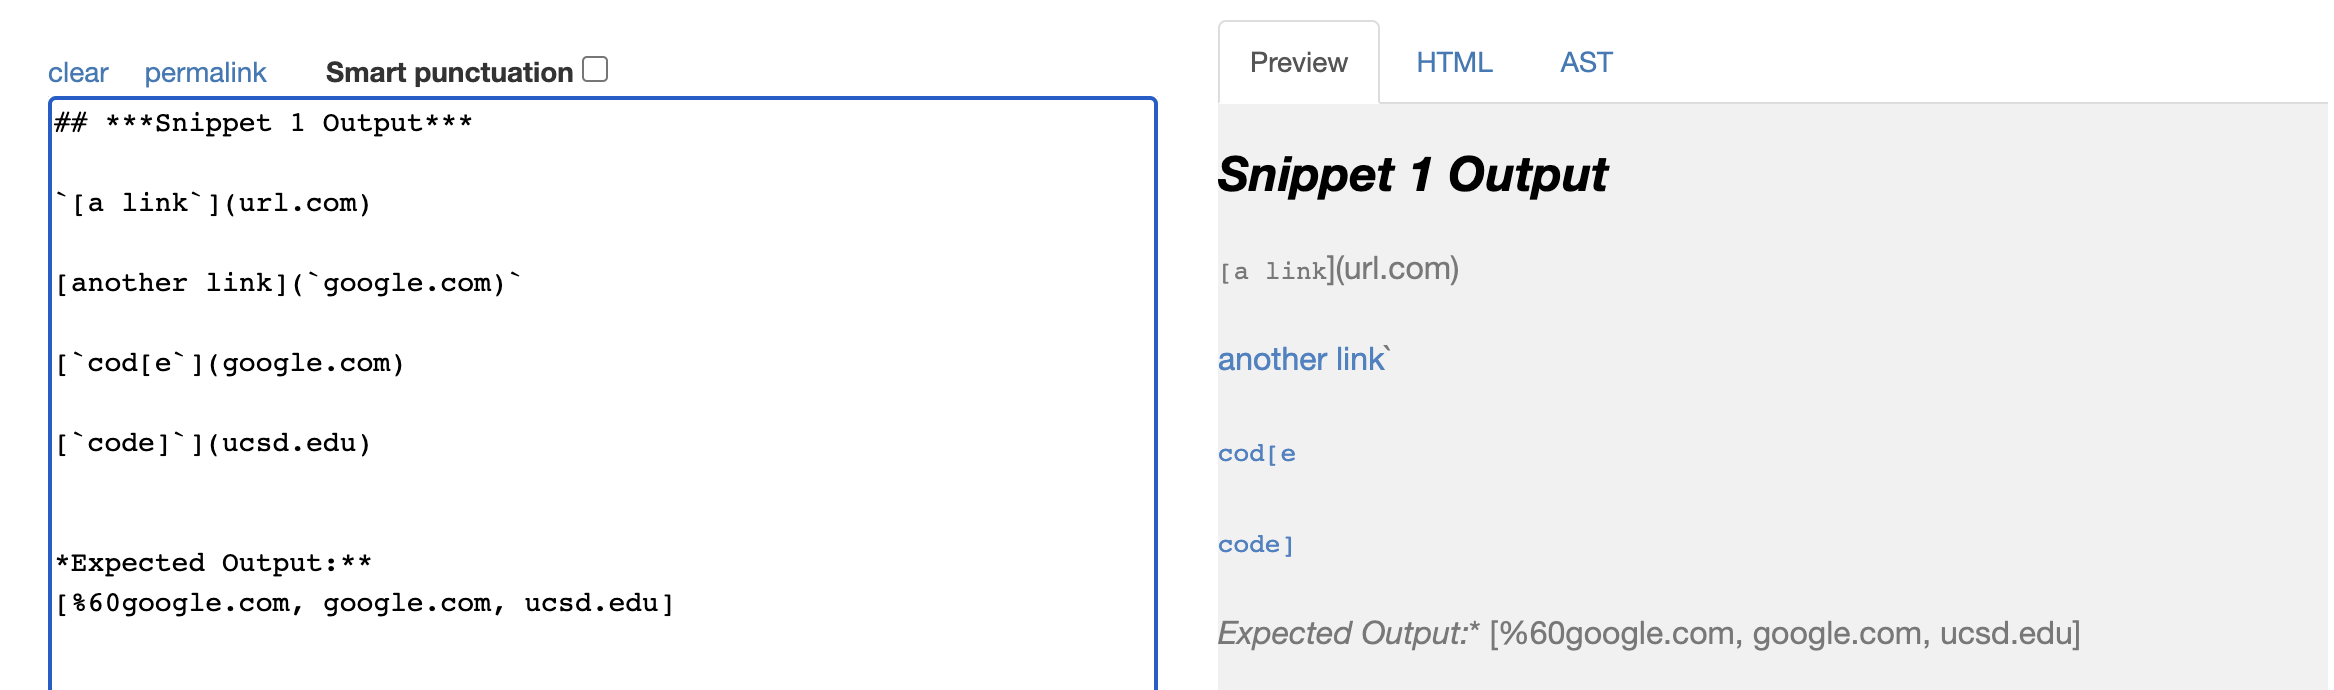 clear permalink Smart punctuation
## ***Snippet 1 Output***
`[a link`](url.com)
[another link](`google.com)`
[`cod[e`](google.com)
[`code]`](ucsd.edu)
*Expected Output:**
[%60google.com, google.com, ucsd.edu]
Preview HTML AST
Snippet 1 Output
[a link](url.com)
another link`
cod[e
code]
Expected Output:* [%60google.com, google.com, ucsd.edu]